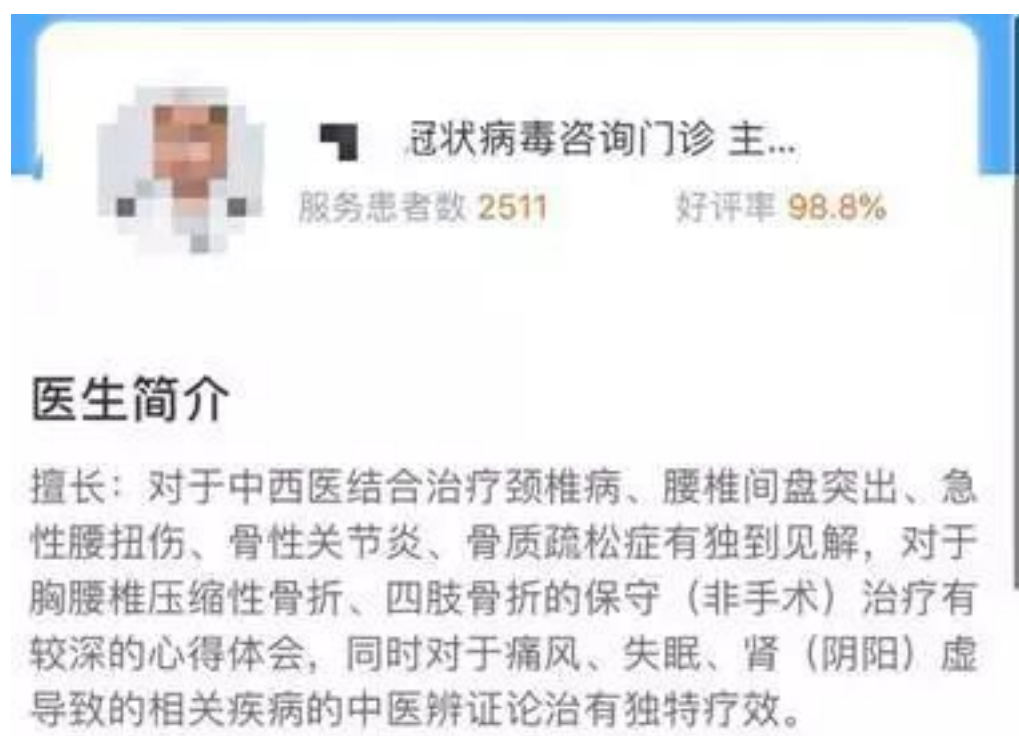 冠状病毒咨询门诊 主...
服务患者数 2511 好评率 98.8%
医生简介
擅长：对于中西医结合治疗颈椎病、腰椎间盘突出、急
性腰扭伤、骨性关节炎、骨质疏松症有独到见解，对于
胸腰椎压缩性骨折、四肢骨折的保守（非手术）治疗有
较深的心得体会，同时对于痛风、失眠、肾（阴阳）虚
导致的相关疾病的中医辨证论治有独特疗效。